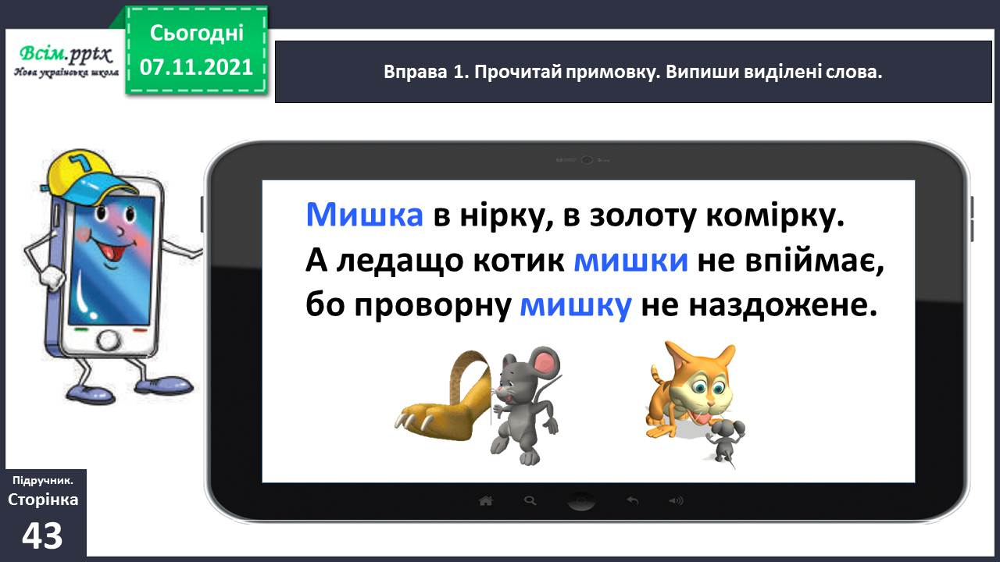 Всім.pptx
Нова українська школа
Сьогодні
07.11.2021
Вправа 1. Прочитай примовку. Випиши виділені слова.
Мишка в нірку, в золоту комірку.
А ледащо котик мишки не впіймає,
бо проворну мишку не наздожене.
Підручник.
Сторінка
43